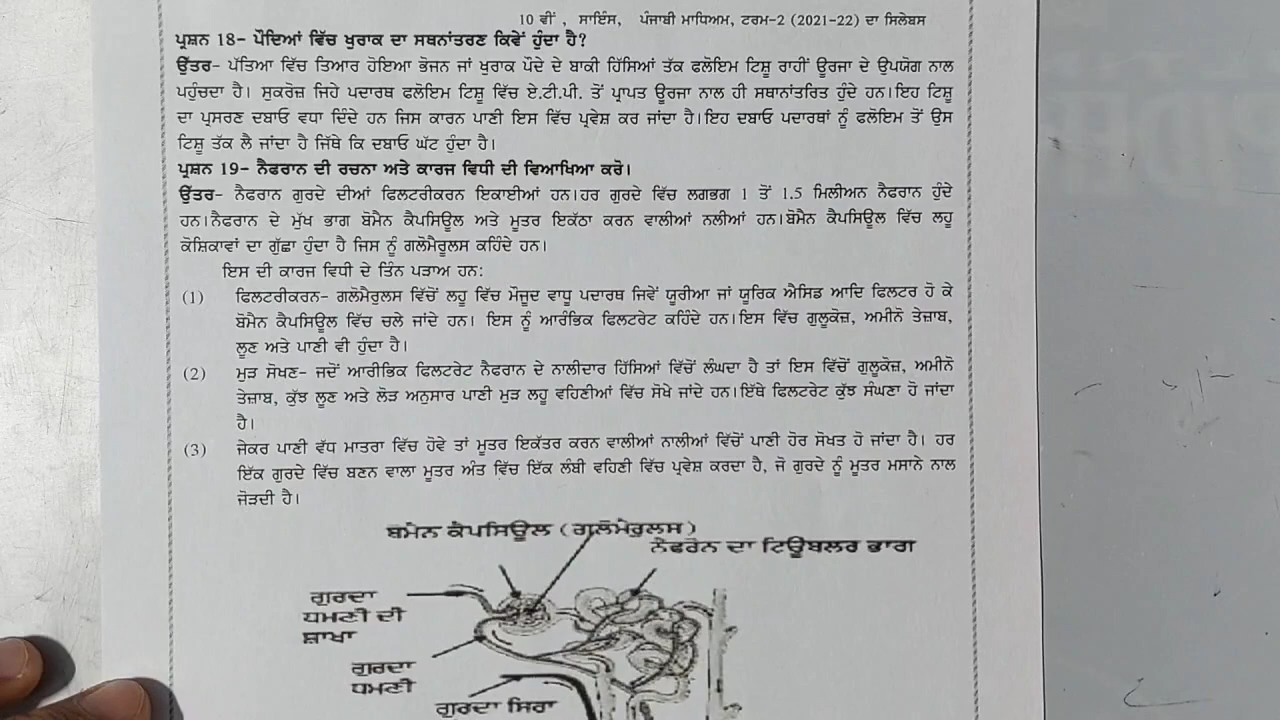 10 ਵੀਂ , ਸਾਇੰਸ, ਪੰਜਾਬੀ ਮਾਧਿਅਮ, ਟਰਮ-2 (2021-22) ਦਾ ਸਿਲੇਬਸ
ਪ੍ਰਸ਼ਨ 18- ਪੌਦਿਆਂ ਵਿੱਚ ਖੁਰਾਕ ਦਾ ਸਥਨਾਂਤਰਣ ਕਿਵੇਂ ਹੁੰਦਾ ਹੈ?
ਉੱਤਰ- ਪੱਤਿਆ ਵਿੱਚ ਤਿਆਰ ਹੋਇਆ ਭੋਜਨ ਜਾਂ ਖੁਰਾਕ ਪੌਦੇ ਦੇ ਬਾਕੀ ਹਿੱਸਿਆਂ ਤੱਕ ਫਲੋਇਮ ਟਿਸ਼ੂ ਰਾਹੀਂ ਊਰਜਾ ਦੇ ਉਪਯੋਗ ਨਾਲ
ਪਹੁੰਚਦਾ ਹੈ। ਸੁਕਰੋਜ਼ ਜਿਹੇ ਪਦਾਰਥ ਫਲੋਇਮ ਟਿਸ਼ੂ ਵਿੱਚ ਏ.ਟੀ.ਪੀ. ਤੋਂ ਪ੍ਰਾਪਤ ਊਰਜਾ ਨਾਲ ਹੀ ਸਥਾਨਾਂਤਰਿਤ ਹੁੰਦੇ ਹਨ।ਇਹ ਟਿਸ਼ੂ
ਦਾ ਪ੍ਰਸਰਣ ਦਬਾਓ ਵਧਾ ਦਿੰਦੇ ਹਨ ਜਿਸ ਕਾਰਨ ਪਾਣੀ ਇਸ ਵਿੱਚ ਪ੍ਰਵੇਸ਼ ਕਰ ਜਾਂਦਾ ਹੈ।ਇਹ ਦਬਾਓ ਪਦਾਰਥਾਂ ਨੂੰ ਫਲੋਇਮ ਤੋਂ ਉਸ
ਟਿਸ਼ੂ ਤੱਕ ਲੈ ਜਾਂਦਾ ਹੈ ਜਿੱਥੇ ਕਿ ਦਬਾਓ ਘੱਟ ਹੁੰਦਾ ਹੈ।
ਪ੍ਰਸ਼ਨ 19- ਨੈਫਰਾਨ ਦੀ ਰਚਨਾ ਅਤੇ ਕਾਰਜ ਵਿਧੀ ਦੀ ਵਿਆਖਿਆ ਕਰੋ।
ਉੱਤਰ- ਨੈਫਰਾਨ ਗੁਰਦੇ ਦੀਆਂ ਫਿਲਟਰੀਕਰਨ ਇਕਾਈਆਂ ਹਨ।ਹਰ ਗੁਰਦੇ ਵਿੱਚ ਲਗਭਗ 1 ਤੋਂ 1.5 ਮਿਲੀਅਨ ਨੈਫਰਾਨ ਹੁੰਦੇ
ਹਨ।ਨੈਫਰਾਨ ਦੇ ਮੁੱਖ ਭਾਗ ਬੋਮੈਨ ਕੈਪਸਿਊਲ ਅਤੇ ਮੂਤਰ ਇਕੱਠਾ ਕਰਨ ਵਾਲੀਆਂ ਨਲੀਆਂ ਹਨ।ਬੋਮੈਨ ਕੈਪਸਿਊਲ ਵਿੱਚ ਲਹੂ
ਕੋਸ਼ਿਕਾਵਾਂ ਦਾ ਗੁੱਛਾ ਹੁੰਦਾ ਹੈ ਜਿਸ ਨੂੰ ਗਲੋਮੈਰੂਲਸ ਕਹਿੰਦੇ ਹਨ।
ਇਸ ਦੀ ਕਾਰਜ ਵਿਧੀ ਦੇ ਤਿੰਨ ਪੜਾਅ ਹਨ:
(1) ਫਿਲਟਰੀਕਰਨ- ਗਲੋਮੈਰੁਲਸ ਵਿੱਚੋਂ ਲਹੂ ਵਿੱਚ ਮੌਜੂਦ ਵਾਧੂ ਪਦਾਰਥ ਜਿਵੇਂ ਯੂਰੀਆ ਜਾਂ ਯੂਰਿਕ ਐਸਿਡ ਆਦਿ ਫਿਲਟਰ ਹੋ ਕੇ
ਬੋਮੈਨ ਕੈਪਸਿਊਲ ਵਿੱਚ ਚਲੇ ਜਾਂਦੇ ਹਨ। ਇਸ ਨੂੰ ਆਰੰਭਿਕ ਫਿਲਟਰੇਟ ਕਹਿੰਦੇ ਹਨ।ਇਸ ਵਿੱਚ ਗੁਲੂਕੋਜ਼, ਅਮੀਨੋ ਤੇਜ਼ਾਬ,
ਲੂਣ ਅਤੇ ਪਾਣੀ ਵੀ ਹੁੰਦਾ ਹੈ।
(2) ਮੁੜ ਸੋਖਣ- ਜਦੋਂ ਆਰੀਭਿਕ ਫਿਲਟਰੇਟ ਨੈਫਰਾਨ ਦੇ ਨਾਲੀਦਾਰ ਹਿੱਸਿਆਂ ਵਿੱਚੋਂ ਲੰਘਦਾ ਹੈ ਤਾਂ ਇਸ ਵਿੱਚੋਂ ਗੁਲੂਕੋਜ਼, ਅਮੀਨੋ
ਤੇਜ਼ਾਬ, ਕੁੱਝ ਲੂਣ ਅਤੇ ਲੋੜ ਅਨੁਸਾਰ ਪਾਣੀ ਮੁੜ ਲਹੂ ਵਹਿਣੀਆਂ ਵਿੱਚ ਸੋਖੇ ਜਾਂਦੇ ਹਨ।ਇੱਥੇ ਫਿਲਟਰੇਟ ਕੁੱਝ ਸੰਘਣਾ ਹੋ ਜਾਂਦਾ
ਹੈ।
(3) ਜੇਕਰ ਪਾਣੀ ਵੱਧ ਮਾਤਰਾ ਵਿੱਚ ਹੋਵੇ ਤਾਂ ਮੂਤਰ ਇਕੱਤਰ ਕਰਨ ਵਾਲੀਆਂ ਨਾਲੀਆਂ ਵਿੱਚੋਂ ਪਾਣੀ ਹੋਰ ਸੋਖਤ ਹੋ ਜਾਂਦਾ ਹੈ। ਹਰ
ਇੱਕ ਗੁਰਦੇ ਵਿੱਚ ਬਣਨ ਵਾਲਾ ਮੂਤਰ ਅੰਤ ਵਿੱਚ ਇੱਕ ਲੰਬੀ ਵਹਿਣੀ ਵਿੱਚ ਪ੍ਰਵੇਸ਼ ਕਰਦਾ ਹੈ, ਜੋ ਗੁਰਦੇ ਨੂੰ ਮੂਤਰ ਮਸਾਨੇ ਨਾਲ
ਜੋੜਦੀ ਹੈ।
ਬੋਮੇਨ ਕੈਪਸਿਊਲ (ਗਲੋਮੇਰੁਲਸ)
ਨੇਫਰੋਨ ਦਾ ਟਿਊਬਲਰ ਭਾਗ
ਗੁਰਦਾ
ਧਮਣੀ ਦੀ
ਸ਼ਾਖਾ
ਗੁਰਦਾ
ਧਮਣੀ
ਗੁਰਦਾ ਸਿਰਾ